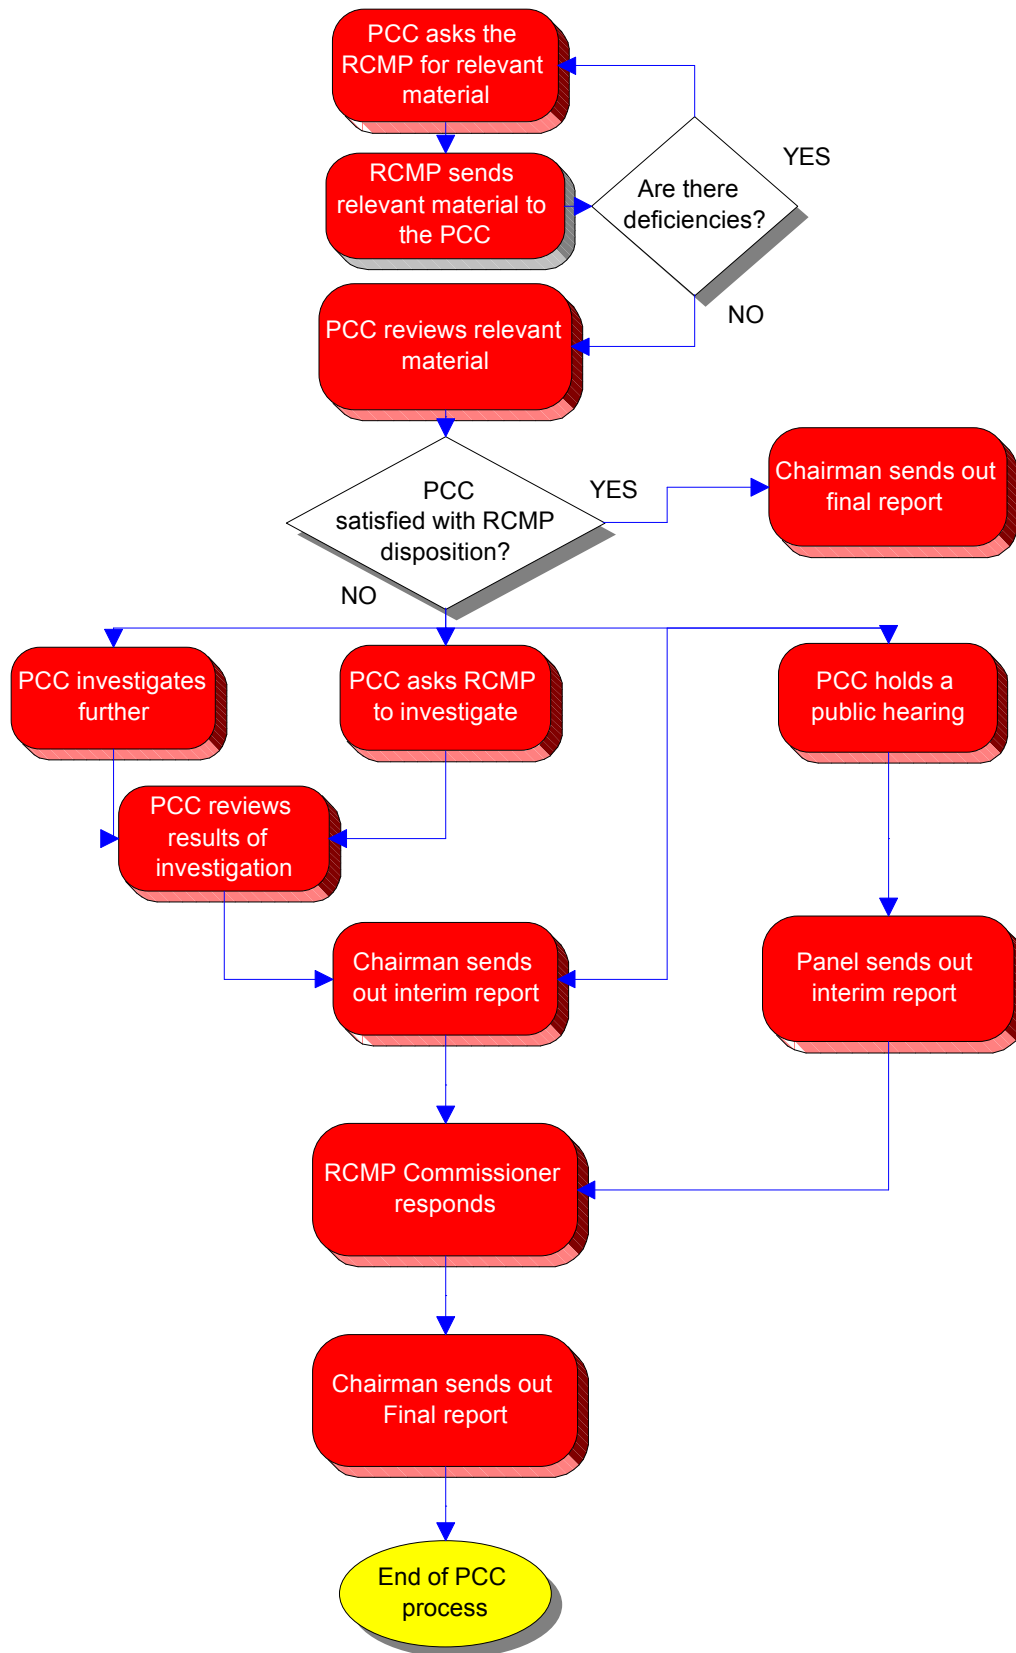 PCC asks the
RCMP for relevant
material
YES
RCMP sends
relevant material to
the PCC
Are there
deficiencies?
NO
PCC reviews relevant
material
PCC
satisfied with RCMP
disposition?
YES
Chairman sends out
final report
NO
PCC investigates
further
PCC asks RCMP
to investigate
PCC holds a
public hearing
PCC reviews
results of
investigation
Chairman sends
out interim report
Panel sends out
interim report
RCMP Commissioner
responds
Chairman sends out
Final report
End of PCC
process